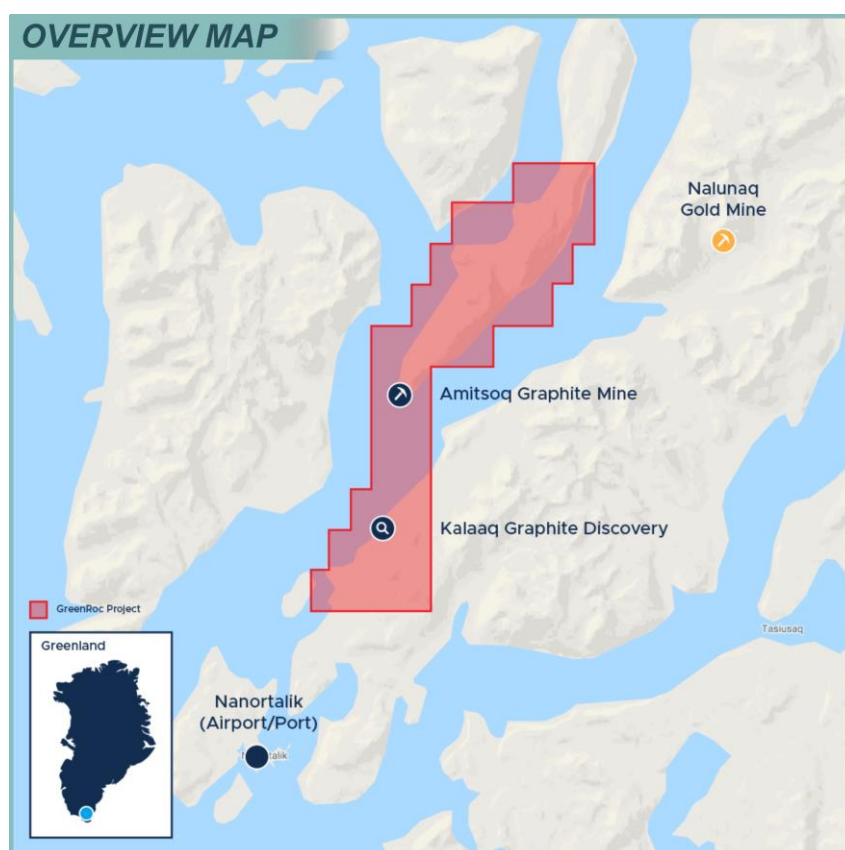 OVERVIEW MAP
Nalunaq
Gold Mine
Amitsoq Graphite Mine
Kalaaq Graphite Discovery
GreenRoc Project
Tasiusaq
Greenland
Nanortalik
(Airport/Port)